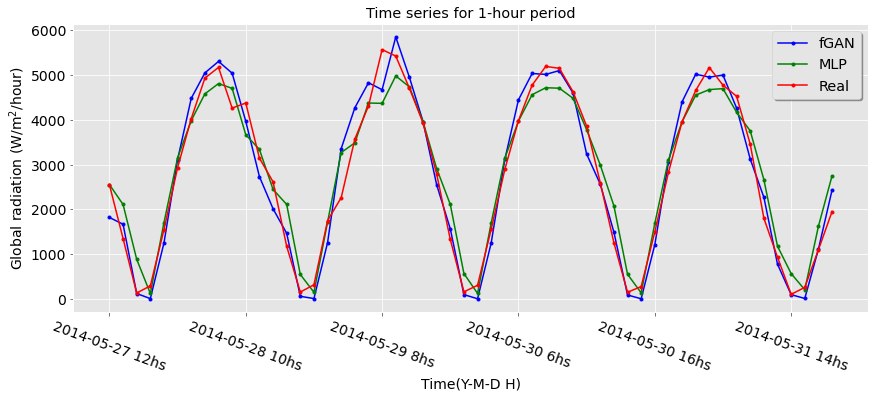 Time series for 1-hour period
Global radiation (W/m²/hour)
6000
5000
4000
3000
2000
1000
0
fGAN
MLP
Real
2014-05-27 12hs
2014-05-28 10hs
2014-05-29 8hs
2014-05-30 6hs
2014-05-30 16hs
2014-05-31 14hs
Time(Y-M-D H)